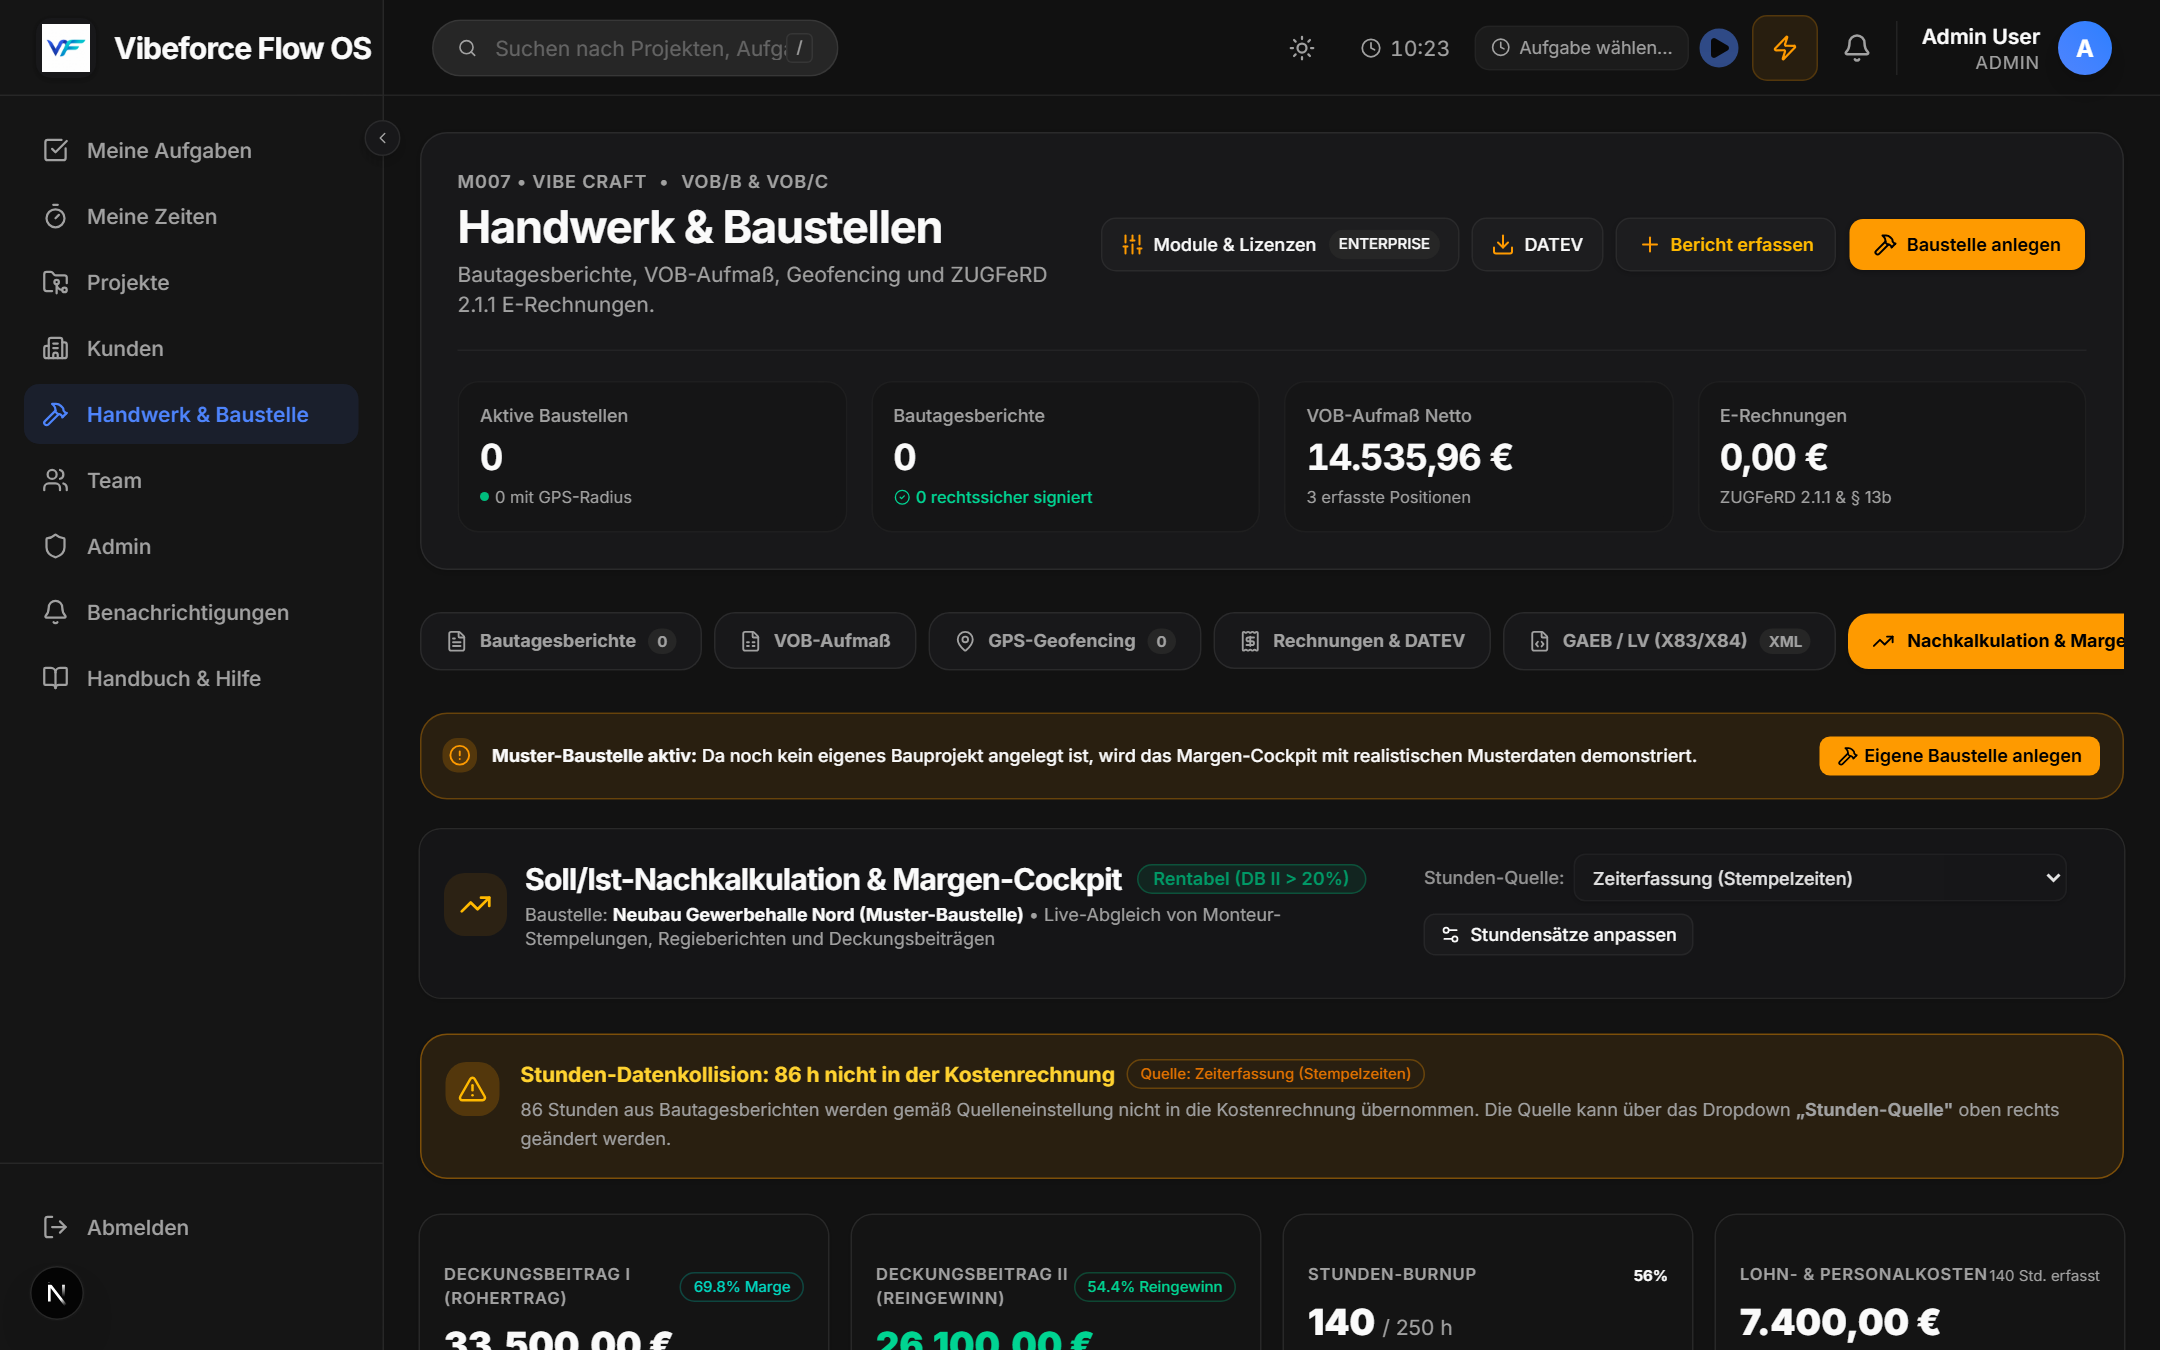 Vibeforce Flow OS
Suchen nach Projekten, Aufga
/
10:23
Aufgabe wählen...
Admin User
ADMIN
A
Meine Aufgaben
Meine Zeiten
Projekte
Kunden
Handwerk & Baustelle
Team
Admin
Benachrichtigungen
Handbuch & Hilfe
Abmelden
N
M007 • VIBE CRAFT • VOB/B & VOB/C
Handwerk & Baustellen
Bautagesberichte, VOB-Aufmaß, Geofencing und ZUGFeRD
2.1.1 E-Rechnungen.
Module & Lizenzen ENTERPRISE
DATEV
Bericht erfassen
Baustelle anlegen
Aktive Baustellen
0
0 mit GPS-Radius
Bautagesberichte
0
0 rechtssicher signiert
VOB-Aufmaß Netto
14.535,96 €
3 erfasste Positionen
E-Rechnungen
0,00 €
ZUGFeRD 2.1.1 & § 13b
Bautagesberichte 0
VOB-Aufmaß
GPS-Geofencing 0
Rechnungen & DATEV
GAEB / LV (X83/X84) XML
Nachkalkulation & Marge
Muster-Baustelle aktiv: Da noch kein eigenes Bauprojekt angelegt ist, wird das Margen-Cockpit mit realistischen Musterdaten demonstriert.
Eigene Baustelle anlegen
Soll/Ist-Nachkalkulation & Margen-Cockpit Rentabel (DB II > 20%)
Baustelle: Neubau Gewerbehalle Nord (Muster-Baustelle) • Live-Abgleich von Monteur-
Stempelungen, Regieberichten und Deckungsbeiträgen
Stunden-Quelle: Zeiterfassung (Stempelzeiten)
Stundensätze anpassen
Stunden-Datenkollision: 86 h nicht in der Kostenrechnung Quelle: Zeiterfassung (Stempelzeiten)
86 Stunden aus Bautagesberichten werden gemäß Quelleneinstellung nicht in die Kostenrechnung übernommen. Die Quelle kann über das Dropdown „Stunden-Quelle" oben rechts
geändert werden.
DECKUNGSBEITRAG I
(ROHERTRAG)
69.8% Marge
33.500,00 €
DECKUNGSBEITRAG II
(REINGEWINN)
54.4% Reingewinn
26.100,00 €
STUNDEN-BURNUP
56%
140 / 250 h
LOHN- & PERSONALKOSTEN
140 Std. erfasst
7.400,00 €